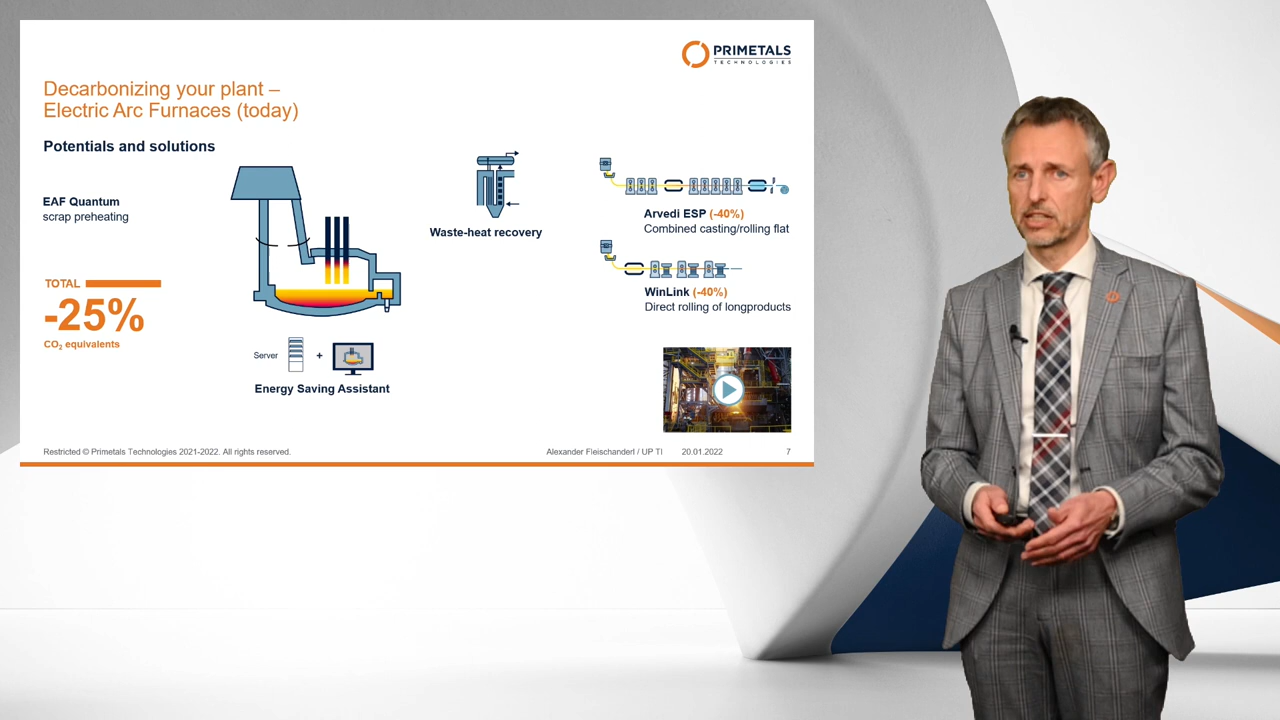 PRIMETALS
TECHNOLOGIES
Decarbonizing your plant –
Electric Arc Furnaces (today)
Potentials and solutions
EAF Quantum
scrap preheating
TOTAL
-25%
CO₂ equivalents
Server
+
Energy Saving Assistant
Waste-heat recovery
Arvedi ESP (-40%)
Combined casting/rolling flat
WinLink (-40%)
Direct rolling of longproducts
Restricted © Primetals Technologies 2021-2022. All rights reserved.
Alexander Fleischanderl / UP TI
20.01.2022
7